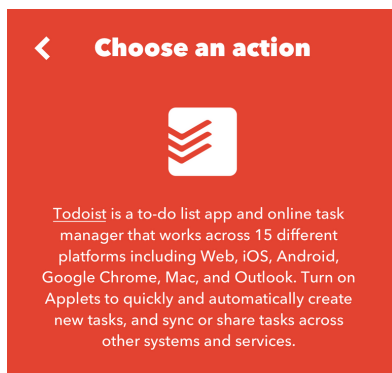 Choose an action
Todoist is a to-do list app and online task
manager that works across 15 different
platforms including Web, iOS, Android,
Google Chrome, Mac, and Outlook. Turn on
Applets to quickly and automatically create
new tasks, and sync or share tasks across
other systems and services.